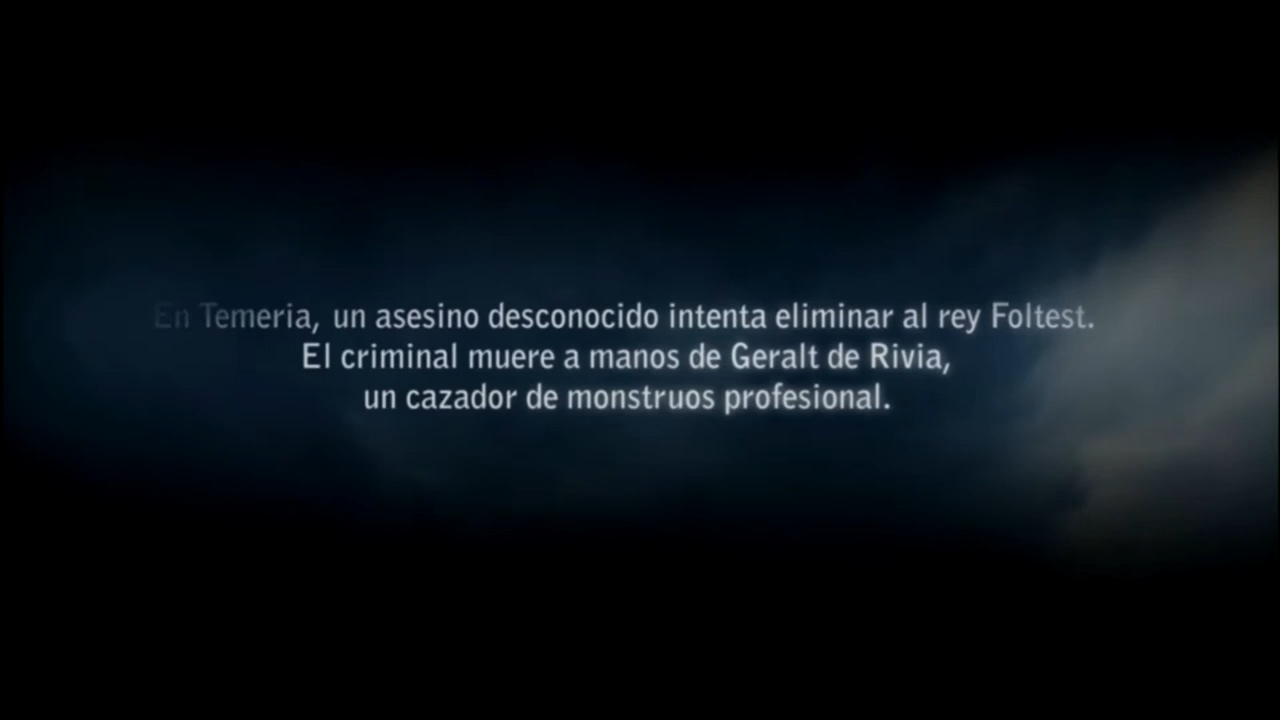 En Temeria, un asesino desconocido intenta eliminar al rey Foltest.
El criminal muere a manos de Geralt de Rivia,
un cazador de monstruos profesional.